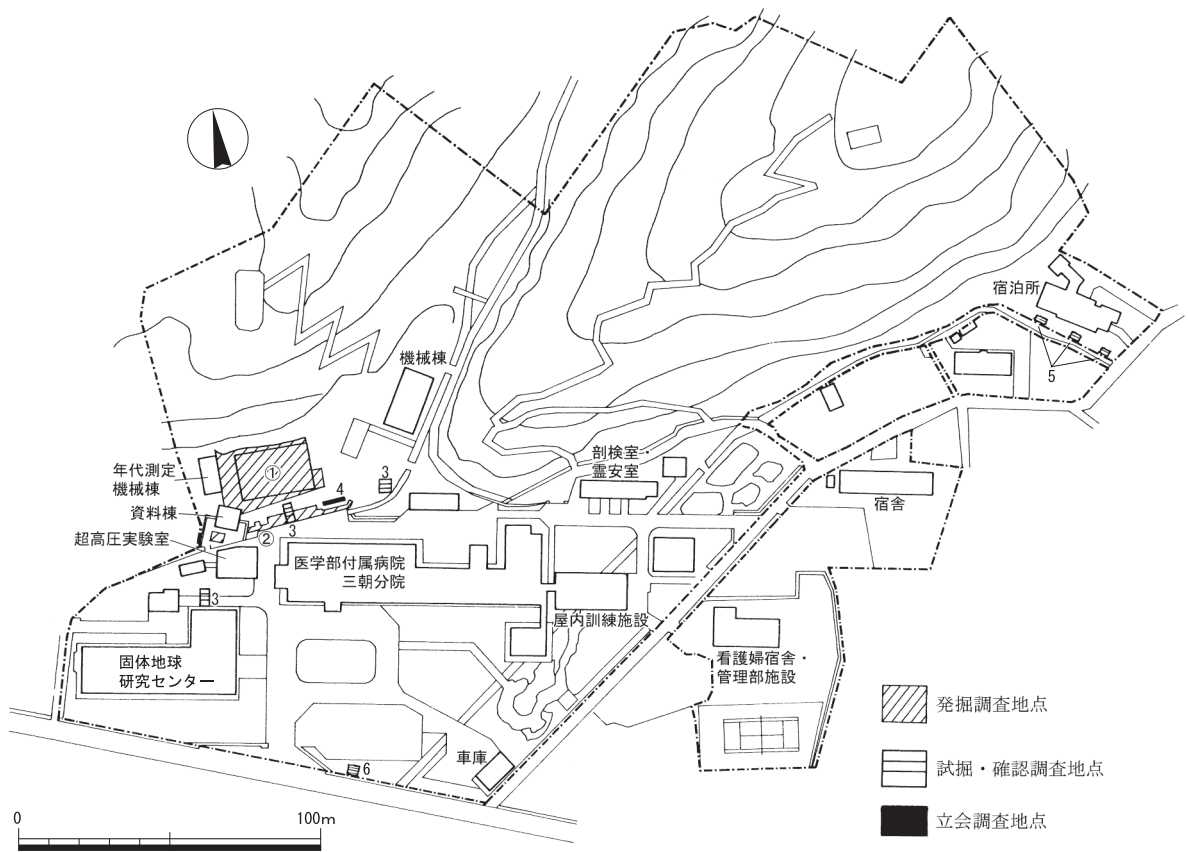 宿泊所
機械棟
5
剖検室・
霊安室
年代測定
機械棟
①
3
4
宿舎
資料棟
3
超高圧実験室
②
医学部付属病院
三朝分院
3
屋内訓練施設
固体地球
研究センター
看護婦宿舎・
管理部施設
発掘調査地点
車庫
6
試掘・確認調査地点
立会調査地点
0
100m